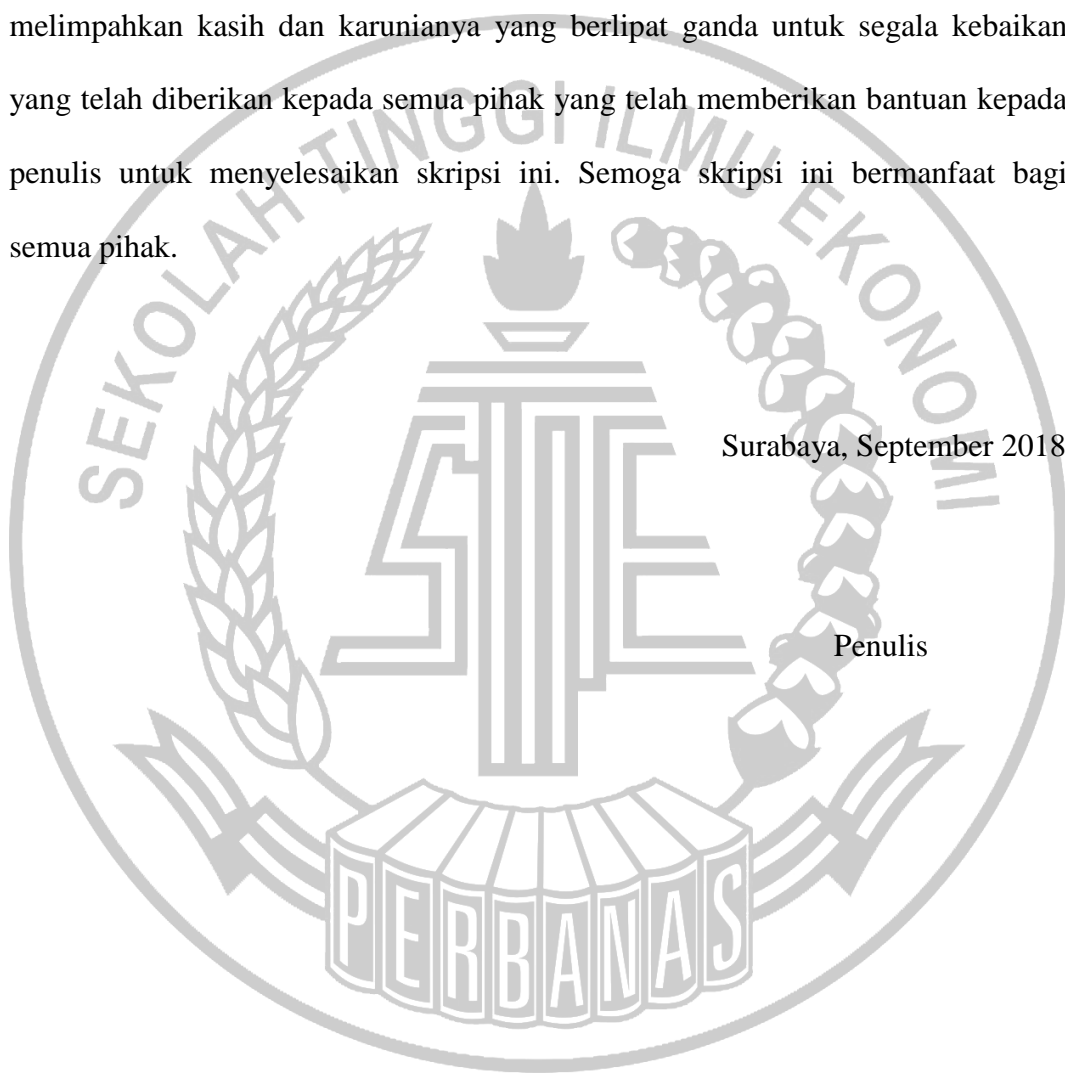 melimpahkan kasih dan karunianya yang berlipat ganda untuk segala kebaikan
yang telah diberikan kepada semua pihak yang telah memberikan bantuan kepada
penulis untuk menyelesaikan skripsi ini. Semoga skripsi ini bermanfaat bagi
semua pihak.
SEKOLAH TINGGI ILMU EKONOMI
Surabaya, September 2018
STIE
Penulis
PERBANAS